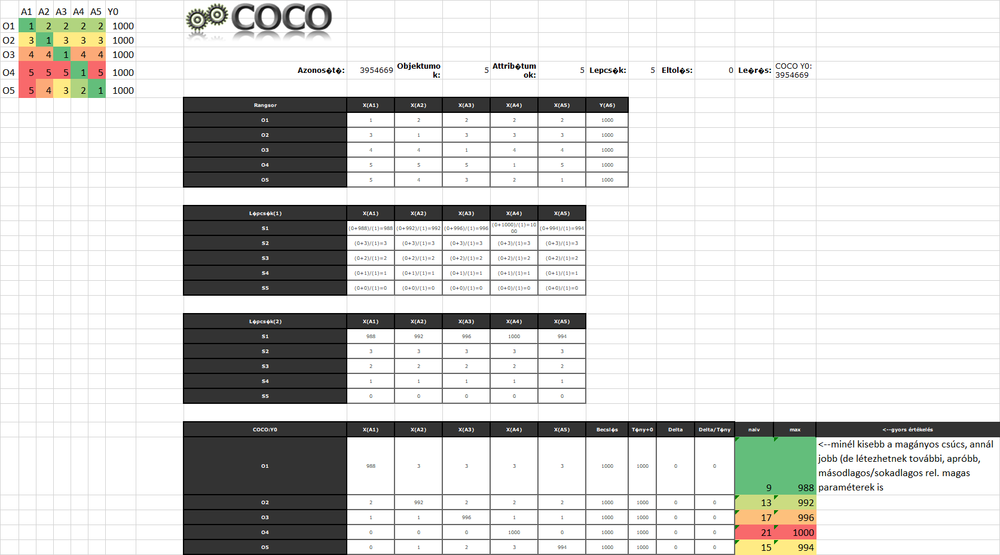 A1 A2 A3 A4 A5 Y0
O1 1 2 2 2 2 1000
O2 3 1 3 3 3 1000
O3 4 4 1 4 4 1000
O4 5 5 5 1 5 1000
O5 5 4 3 2 1 1000
COCO
Azonos�t�: 3954669 Objektumo
k: 5 Attrib�tum
ok: 5 Lepcs�k: 5 Eltol�s: 0 Le�r�s: COCO Y0:
3954669
Rangsor X(A1) X(A2) X(A3) X(A4) X(A5) Y(A6)
O1 1 2 2 2 2 1000
O2 3 1 3 3 3 1000
O3 4 4 1 4 4 1000
O4 5 5 5 1 5 1000
O5 5 4 3 2 1 1000
L�pcs�k(1) X(A1) X(A2) X(A3) X(A4) X(A5)
S1 (0+988)/(1)=988 (0+992)/(1)=992 (0+996)/(1)=996 (0+1000)/(1)=10
00 (0+994)/(1)=994
S2 (0+3)/(1)=3 (0+3)/(1)=3 (0+3)/(1)=3 (0+3)/(1)=3 (0+3)/(1)=3
S3 (0+2)/(1)=2 (0+2)/(1)=2 (0+2)/(1)=2 (0+2)/(1)=2 (0+2)/(1)=2
S4 (0+1)/(1)=1 (0+1)/(1)=1 (0+1)/(1)=1 (0+1)/(1)=1 (0+1)/(1)=1
S5 (0+0)/(1)=0 (0+0)/(1)=0 (0+0)/(1)=0 (0+0)/(1)=0 (0+0)/(1)=0
L�pcs�k(2) X(A1) X(A2) X(A3) X(A4) X(A5)
S1 988 992 996 1000 994
S2 3 3 3 3 3
S3 2 2 2 2 2
S4 1 1 1 1 1
S5 0 0 0 0 0
COCO:Y0 X(A1) X(A2) X(A3) X(A4) X(A5) Becsl�s T�ny+0 Delta Delta/T�ny naiv max <--gyors értékelés
O1 988 3 3 3 3 1000 1000 0 0 9 988 <--minél kisebb a magányos csúcs, annál
jobb (de létezhetnek további, apróbb,
másodlagos/sokadlagos rel. magas
paraméterek is
O2 2 992 2 2 2 1000 1000 0 0 13 992
O3 1 1 996 1 1 1000 1000 0 0 17 996
O4 0 0 0 1000 0 1000 1000 0 0 21 1000
O5 0 1 2 3 994 1000 1000 0 0 15 994